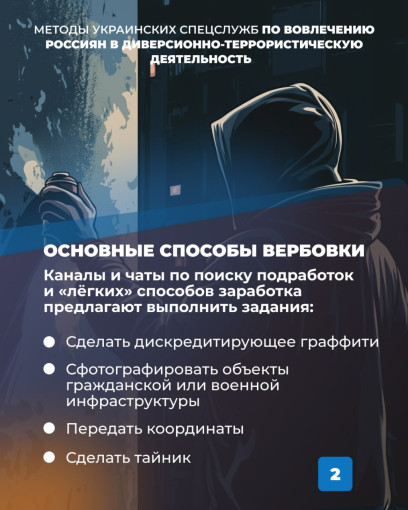 МЕТОДЫ УКРАИНСКИХ СПЕЦСЛУЖБ ПО ВОВЛЕЧЕНИЮ
РОССИЯН В ДИВЕРСИОННО-ТЕРРОРИСТИЧЕСКУЮ
ДЕЯТЕЛЬНОСТЬ
ОСНОВНЫЕ СПОСОБЫ ВЕРБОВКИ
Каналы и чаты по поиску подработок
и «лёгких» способов заработка
предлагают выполнить задания:
Сделать дискредитирующее граффити
Сфотографировать объекты
гражданской или военной
инфраструктуры
Передать координаты
Сделать тайник
2